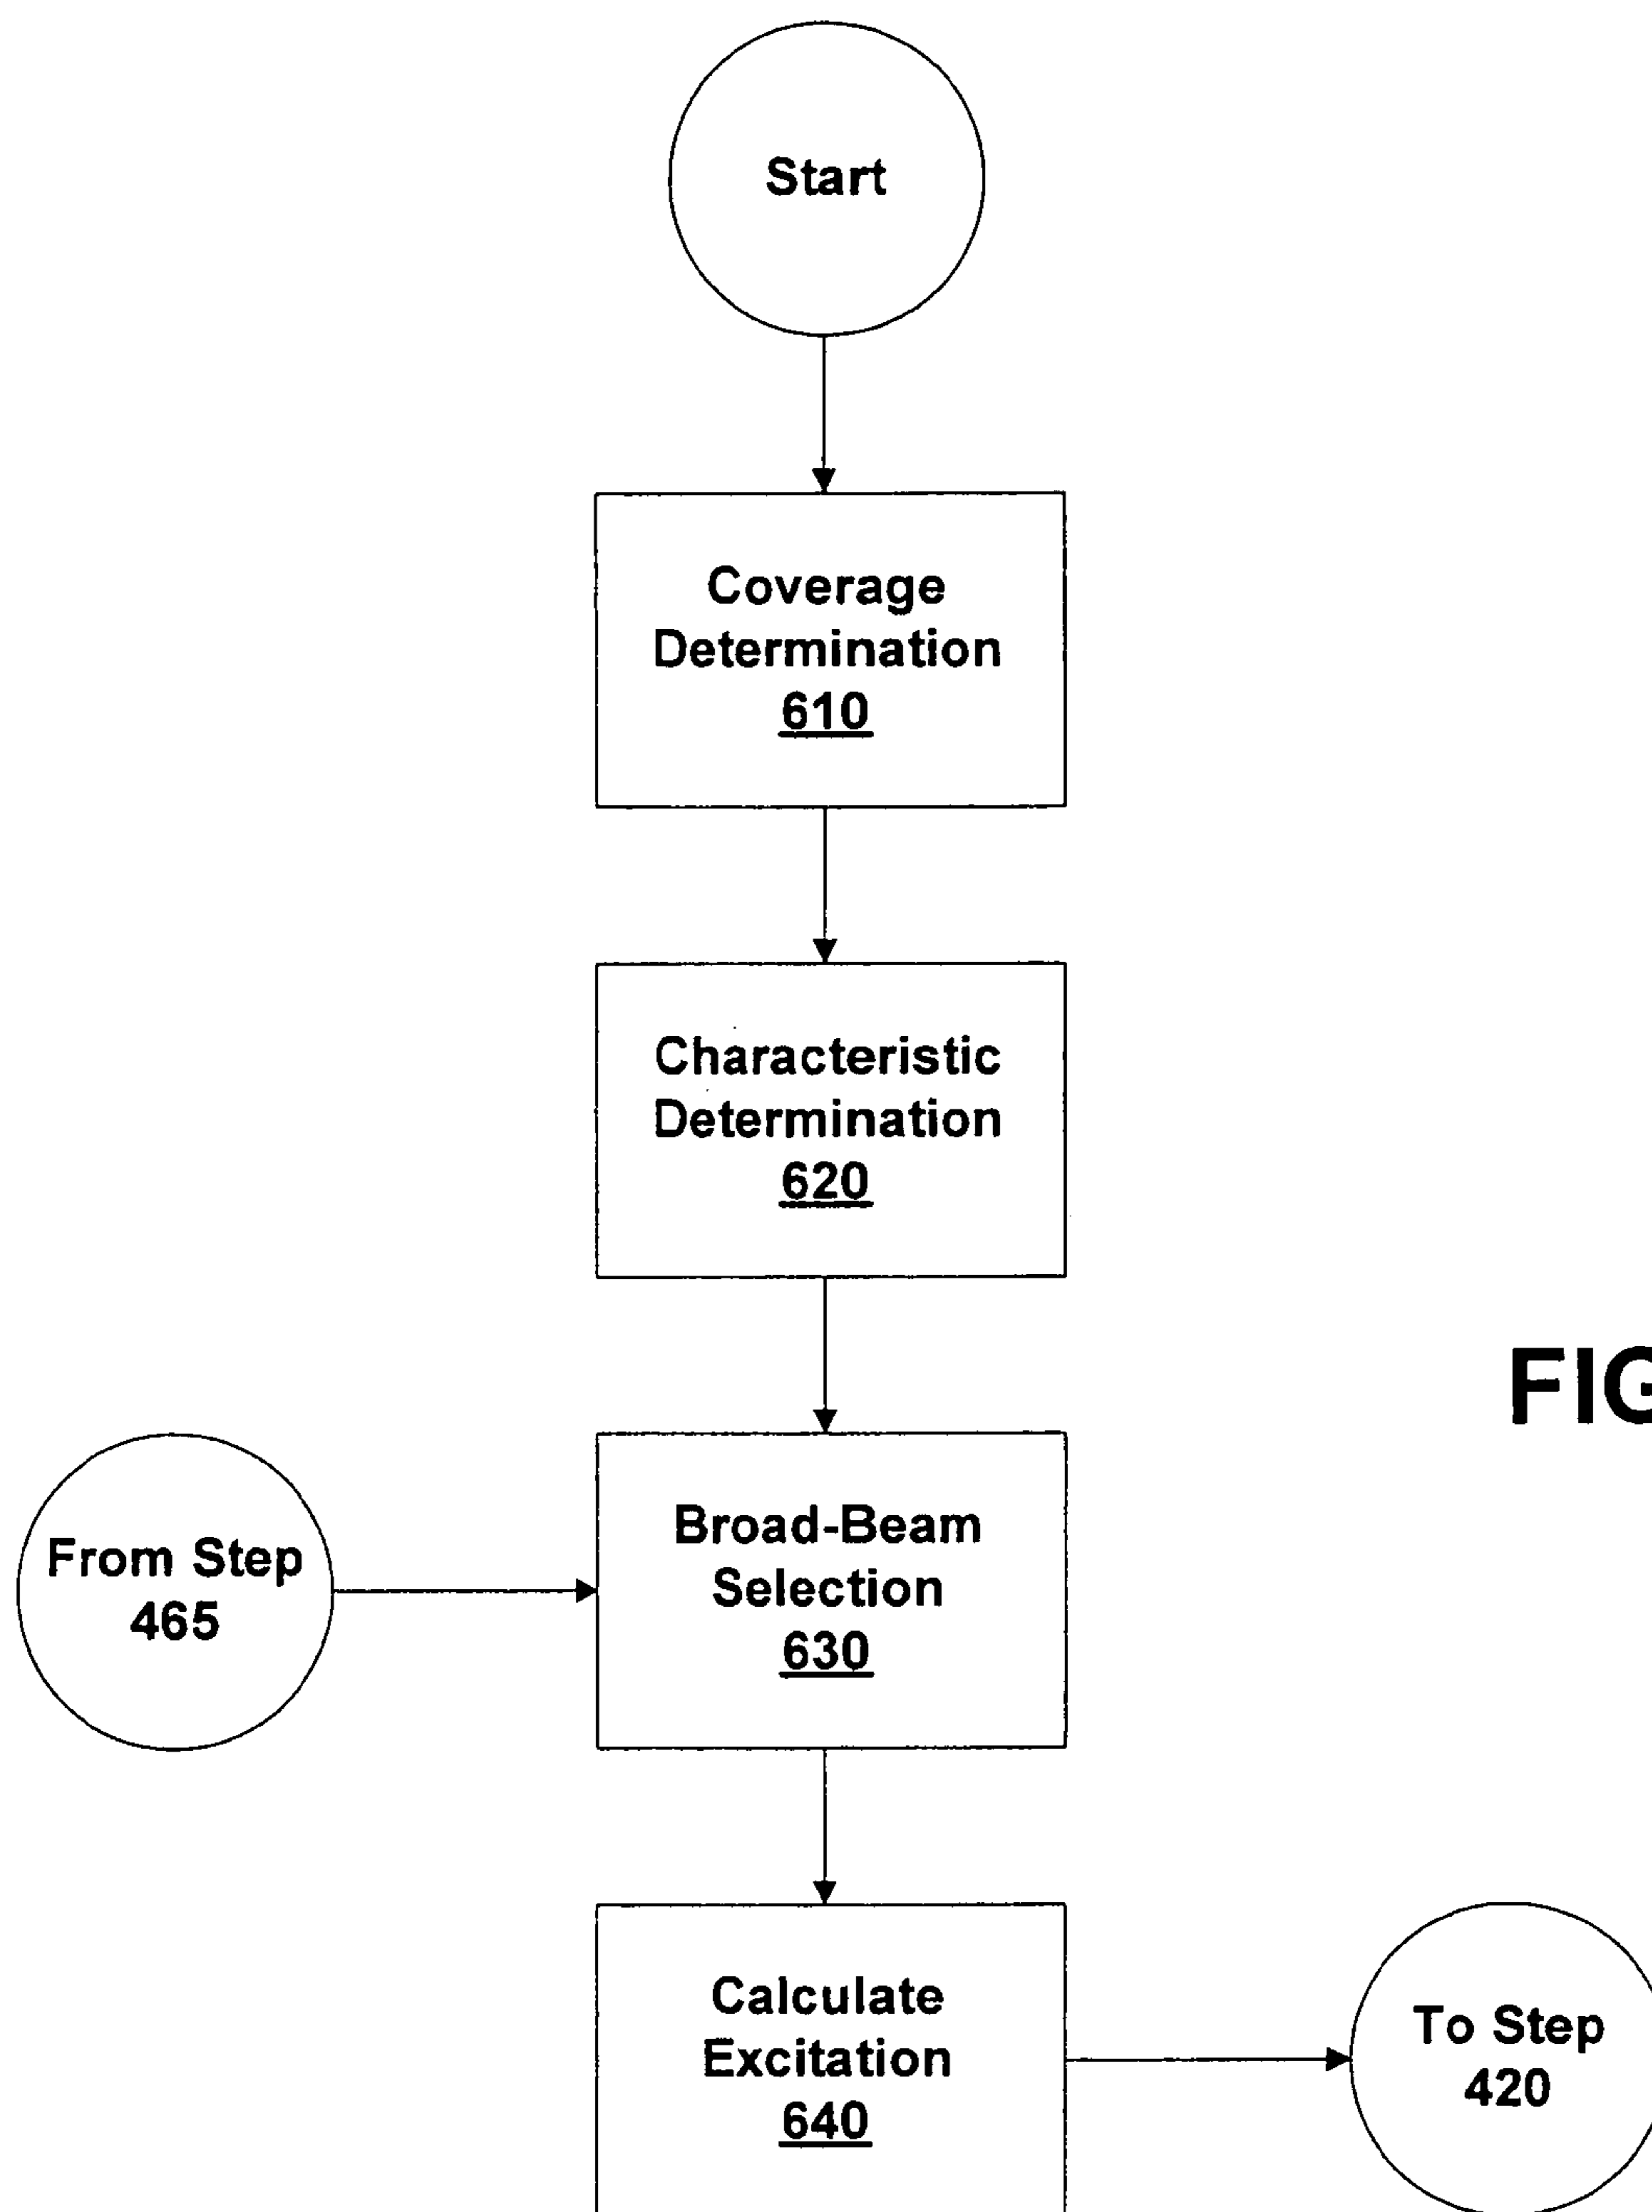 Start
Coverage
Determination
610
Characteristic
Determination
620
FIG
Broad-Beam
Selection
630
From Step
465
Calculate
Excitation
640
To Step
420